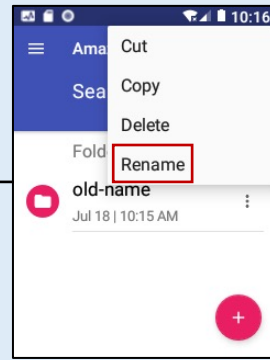 10:16
Ama
Cut
Sea
Copy
Delete
Fold
Rename
old-name
Jul 18 | 10:15 AM